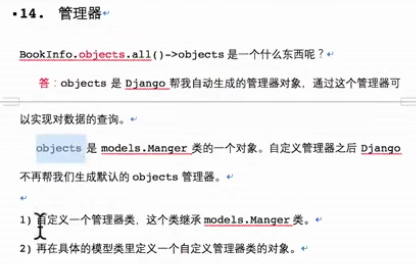 14. 管理器
BookInfo.objects.all()->objects 是一个什么东西呢?
答:objects 是 Django 帮我自动生成的管理器对象,通过这个管理器可
以实现对数据的查询。
objects 是 models.Manger 类的一个对象。自定义管理器之后 Django
不再帮我们生成默认的 objects 管理器。
1) 自定义一个管理器类,这个类继承 models.Manger 类。
2) 再在具体的模型类里定义一个自定义管理器类的对象。